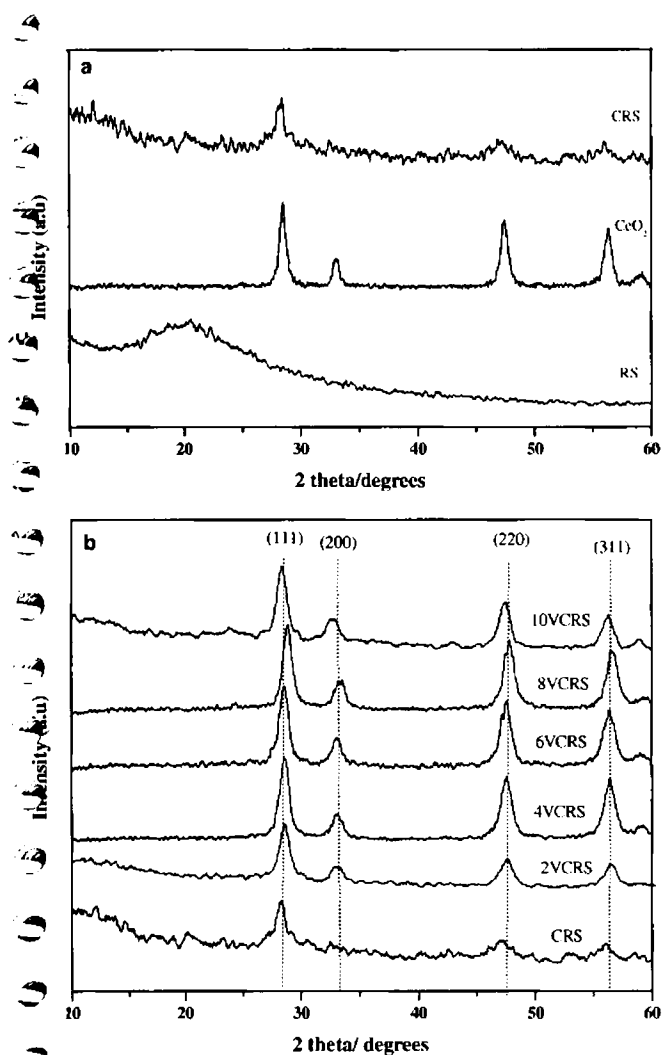 a
CRS
CeO₂
RS
Intensity (a.u)
10 20 30 40 50 60
2 theta/degrees
b
(111) (200) (220) (311)
10VCRS
8VCRS
6VCRS
4VCRS
2VCRS
CRS
Intensity (a.u)
10 20 30 40 50 60
2 theta/ degrees